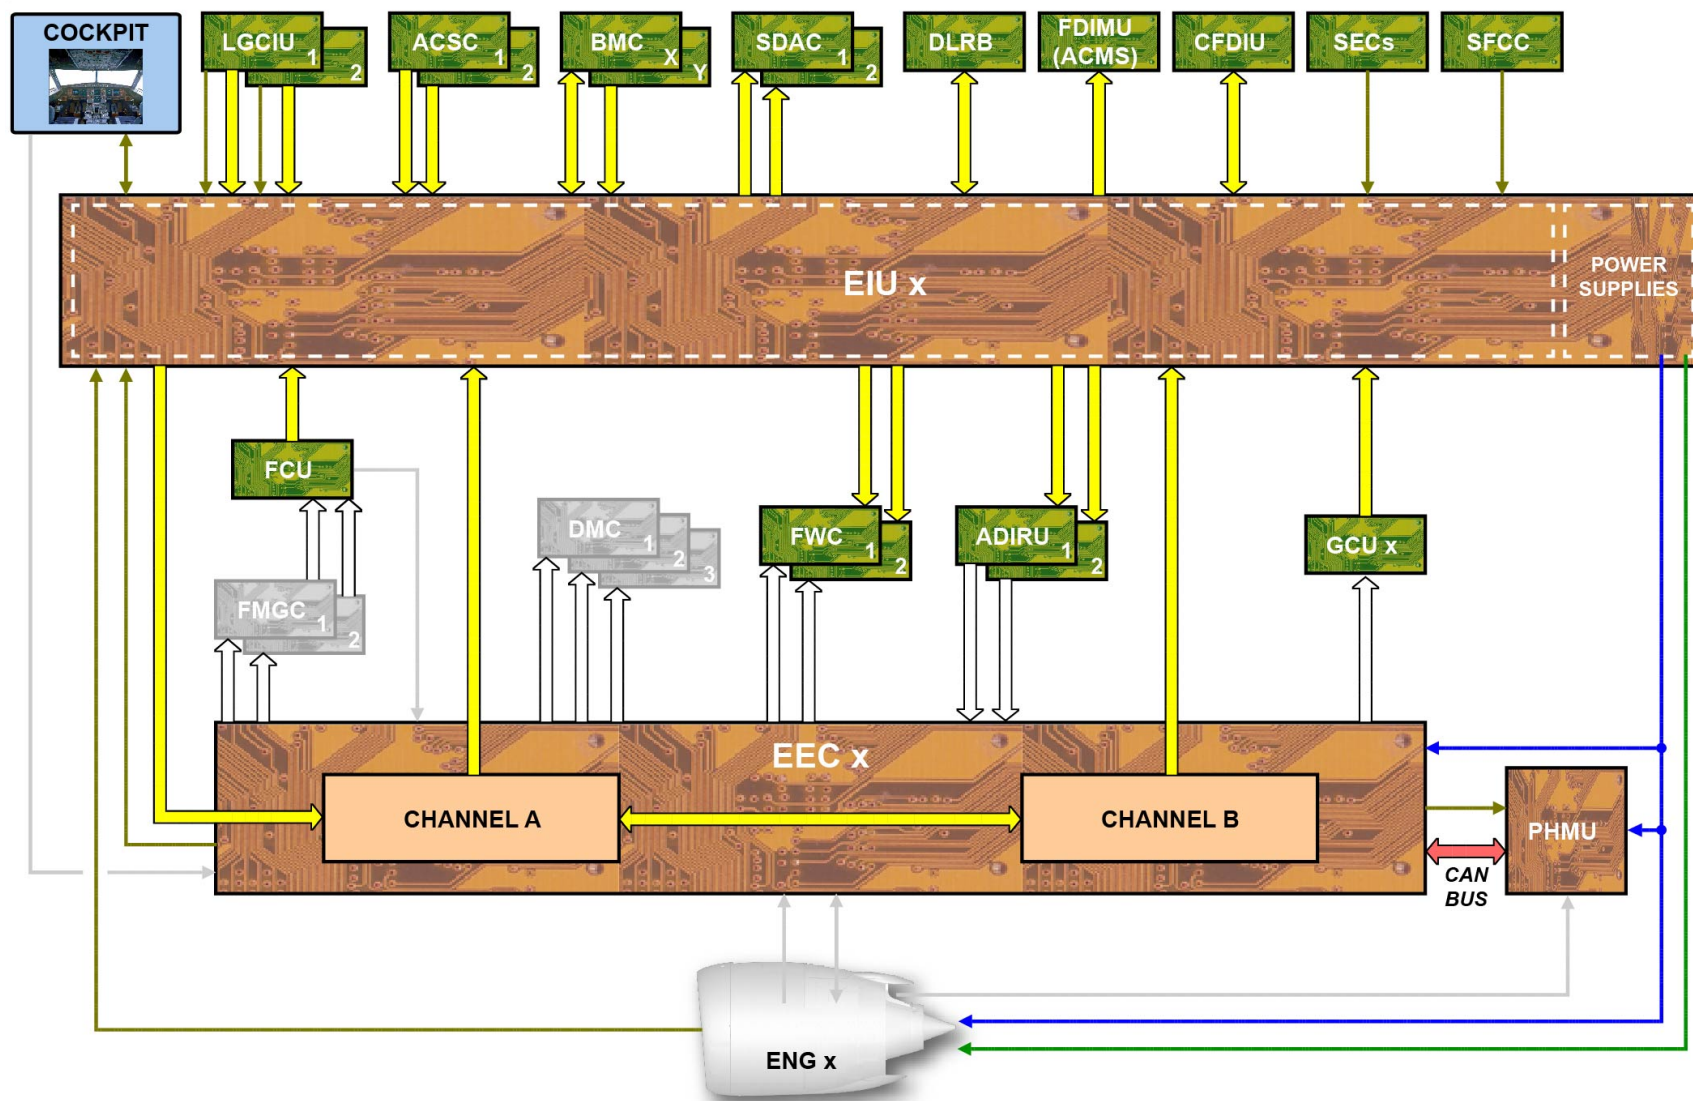 COCKPIT
LGCIU
1
2
ACSC
1
2
BMC
X
Y
SDAC
1
2
DLRB
FDIMU
(ACMS)
CFDIU
SECs
SFCC
EIU x
POWER
SUPPLIES
FCU
DMC
1
2
3
FWC
1
2
ADIRU
1
2
GCU x
FMGC
1
2
EEC x
CHANNEL A
CHANNEL B
PHMU
CAN
BUS
ENG x